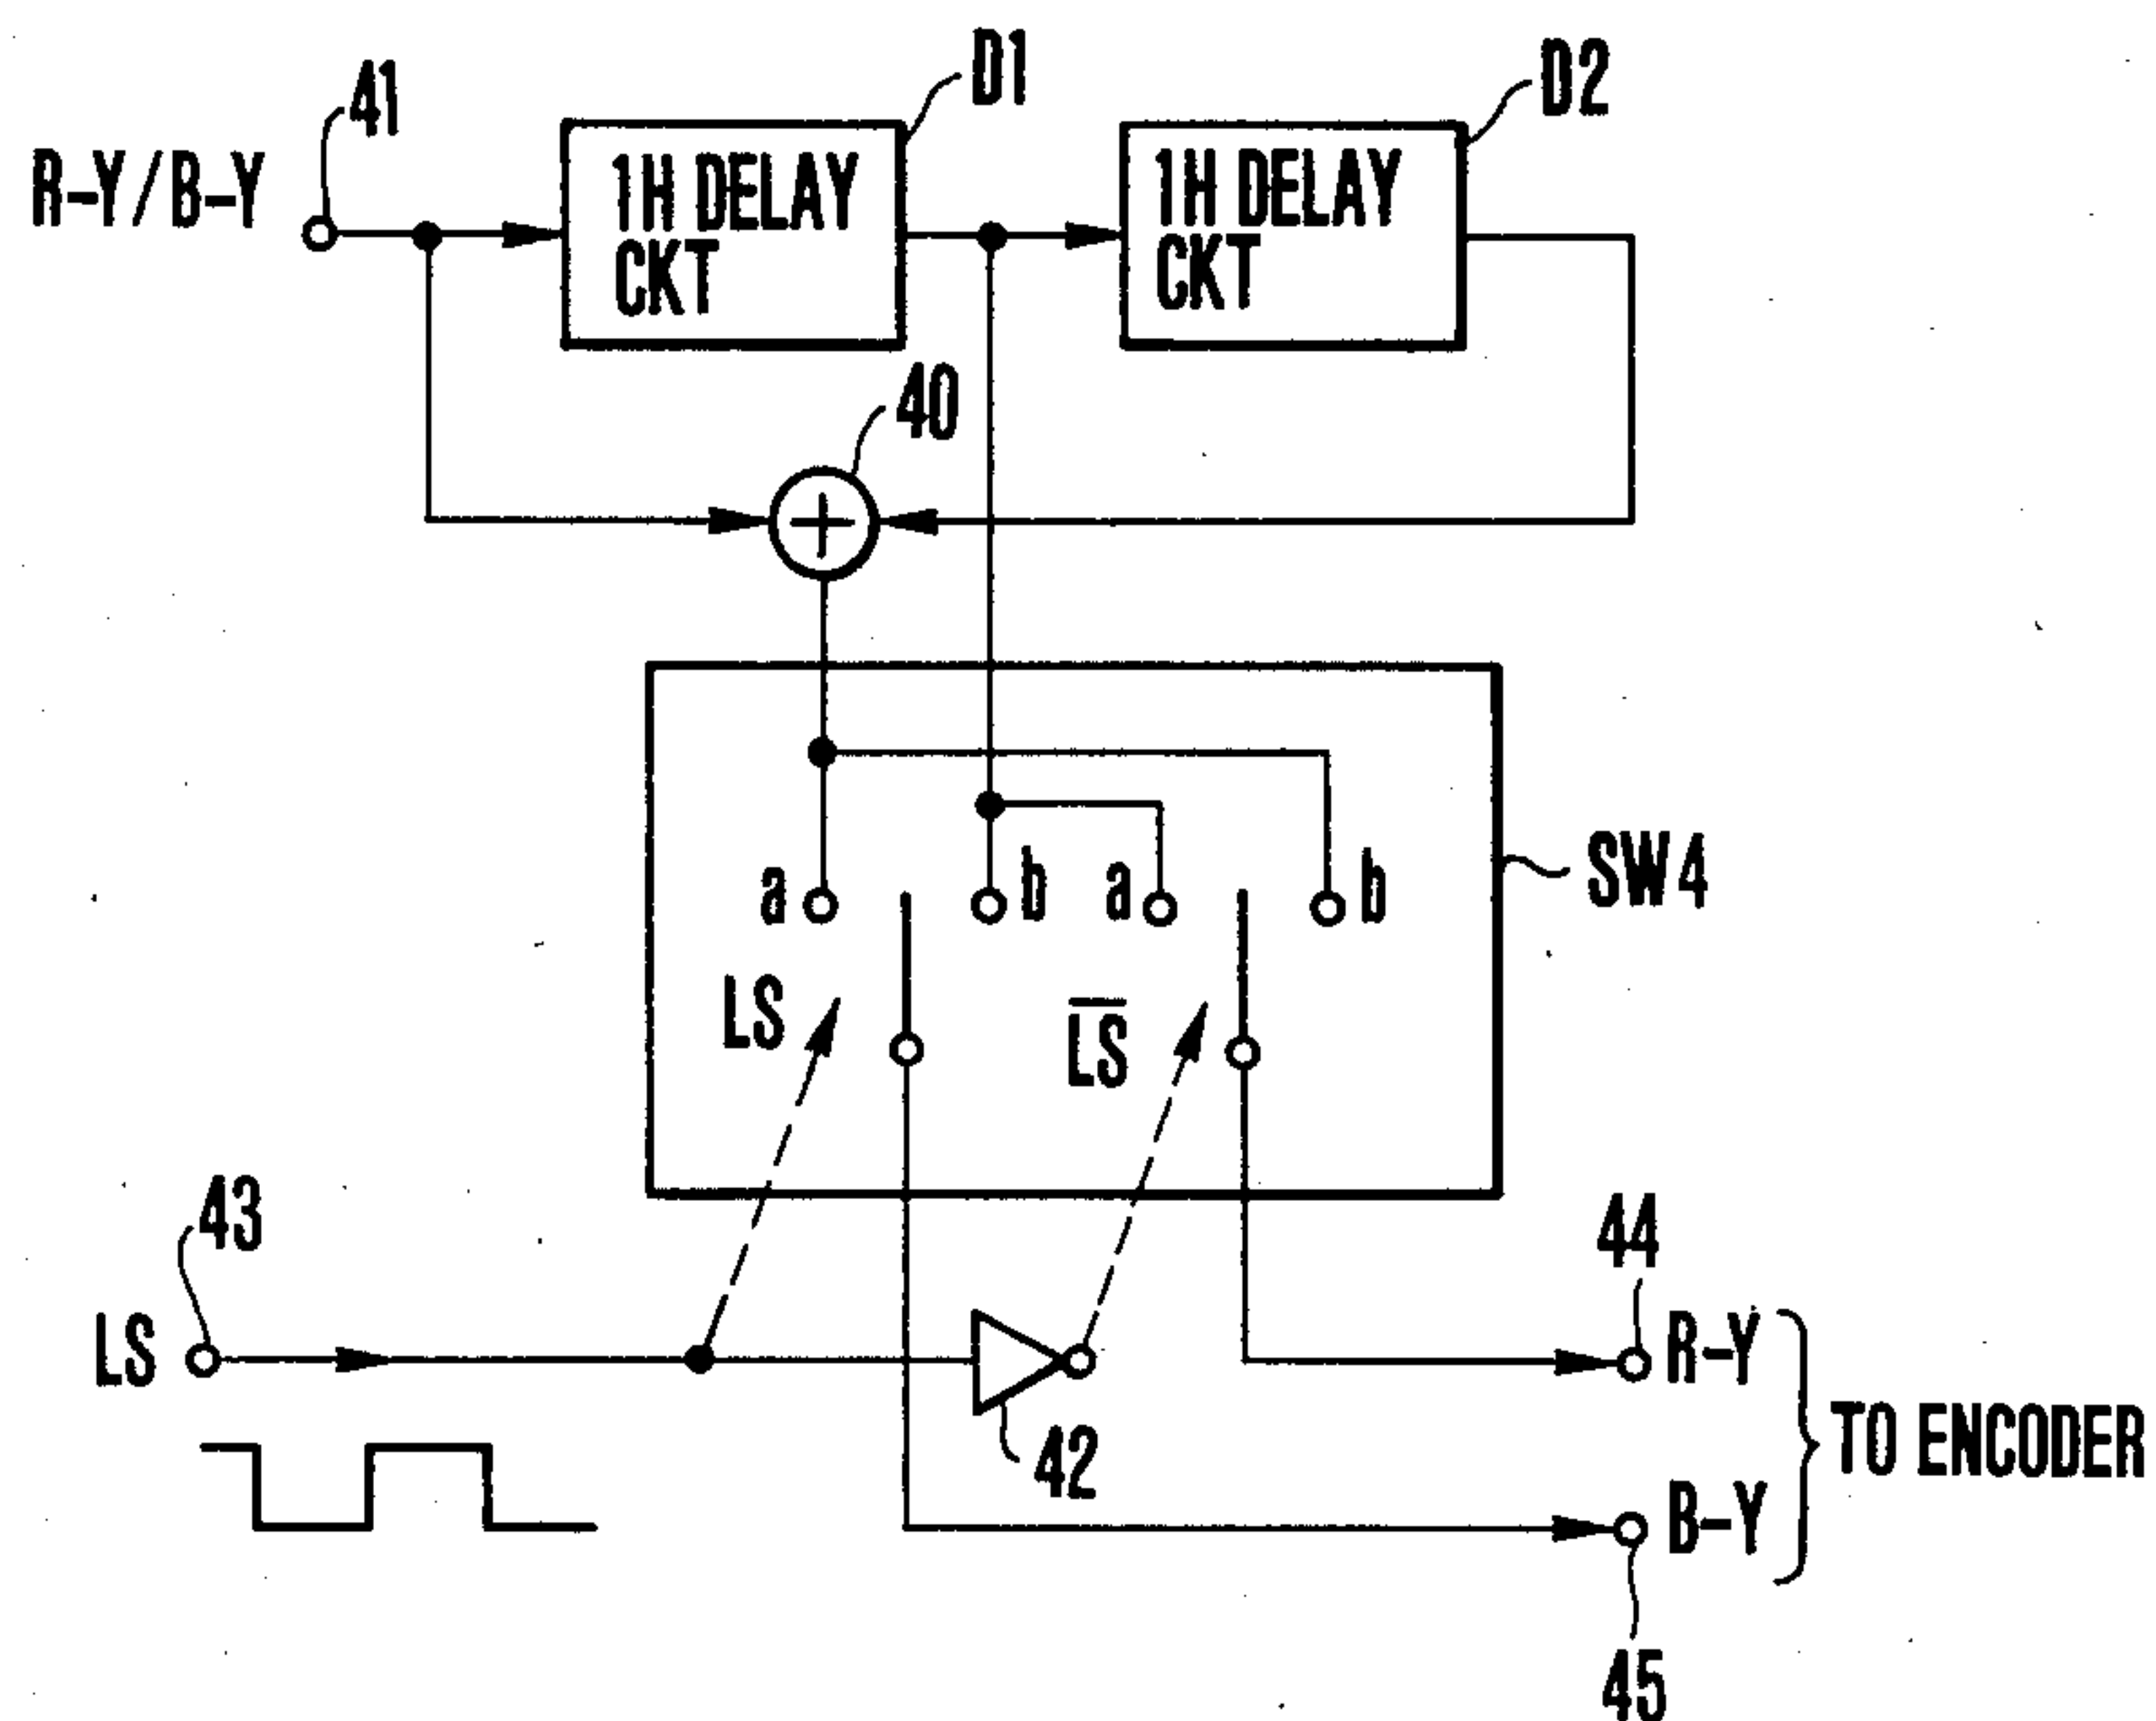 D1
D2
41
R-Y/B-Y
1H DELAY
CKT
1H DELAY
CKT
40
+
SW4
a
b
a
b
LS
L̅S̅
43
44
LS
R-Y
42
TO ENCODER
B-Y
45